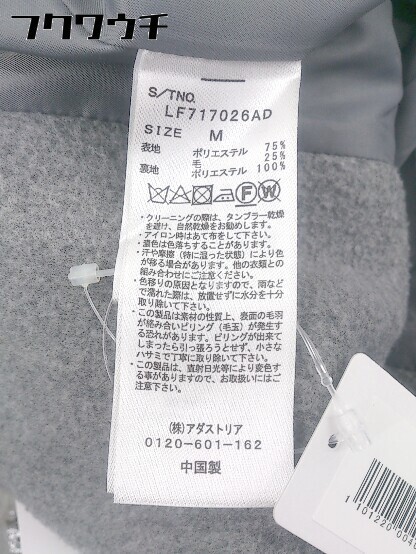 フクワウチ
S/TNO.
LF717026AD
SIZE M
表地 ポリエステル 75%
毛 25%
裏地 ポリエステル 100%
・クリーニングの際は、タンブラー乾燥
を避け、自然乾燥をお勧めします。
・アイロン時はあて布をして下さい。
・濃色は色落ちすることがあります。
・汗や摩擦（特に湿った状態）により色
が移る場合があります。他の衣類との
組み合わせにご注意ください。
・色移りの原因となりますので、雨など
で濡れた際は、放置せずに水分を十分
取り除いて下さい。
・この製品は素材の性質上、表面の毛羽
が絡み合いピリング（毛玉）が発生す
る恐れがあります。ピリングが出来て
しまったら引っ張ろうとせず、小さな
ハサミで丁寧に取り除いて下さい。
・この製品は、直射日光等により変色す
る事がありますので、お取扱いにはご
注意下さい。
(株)アダストリア
0120-601-162
中国製